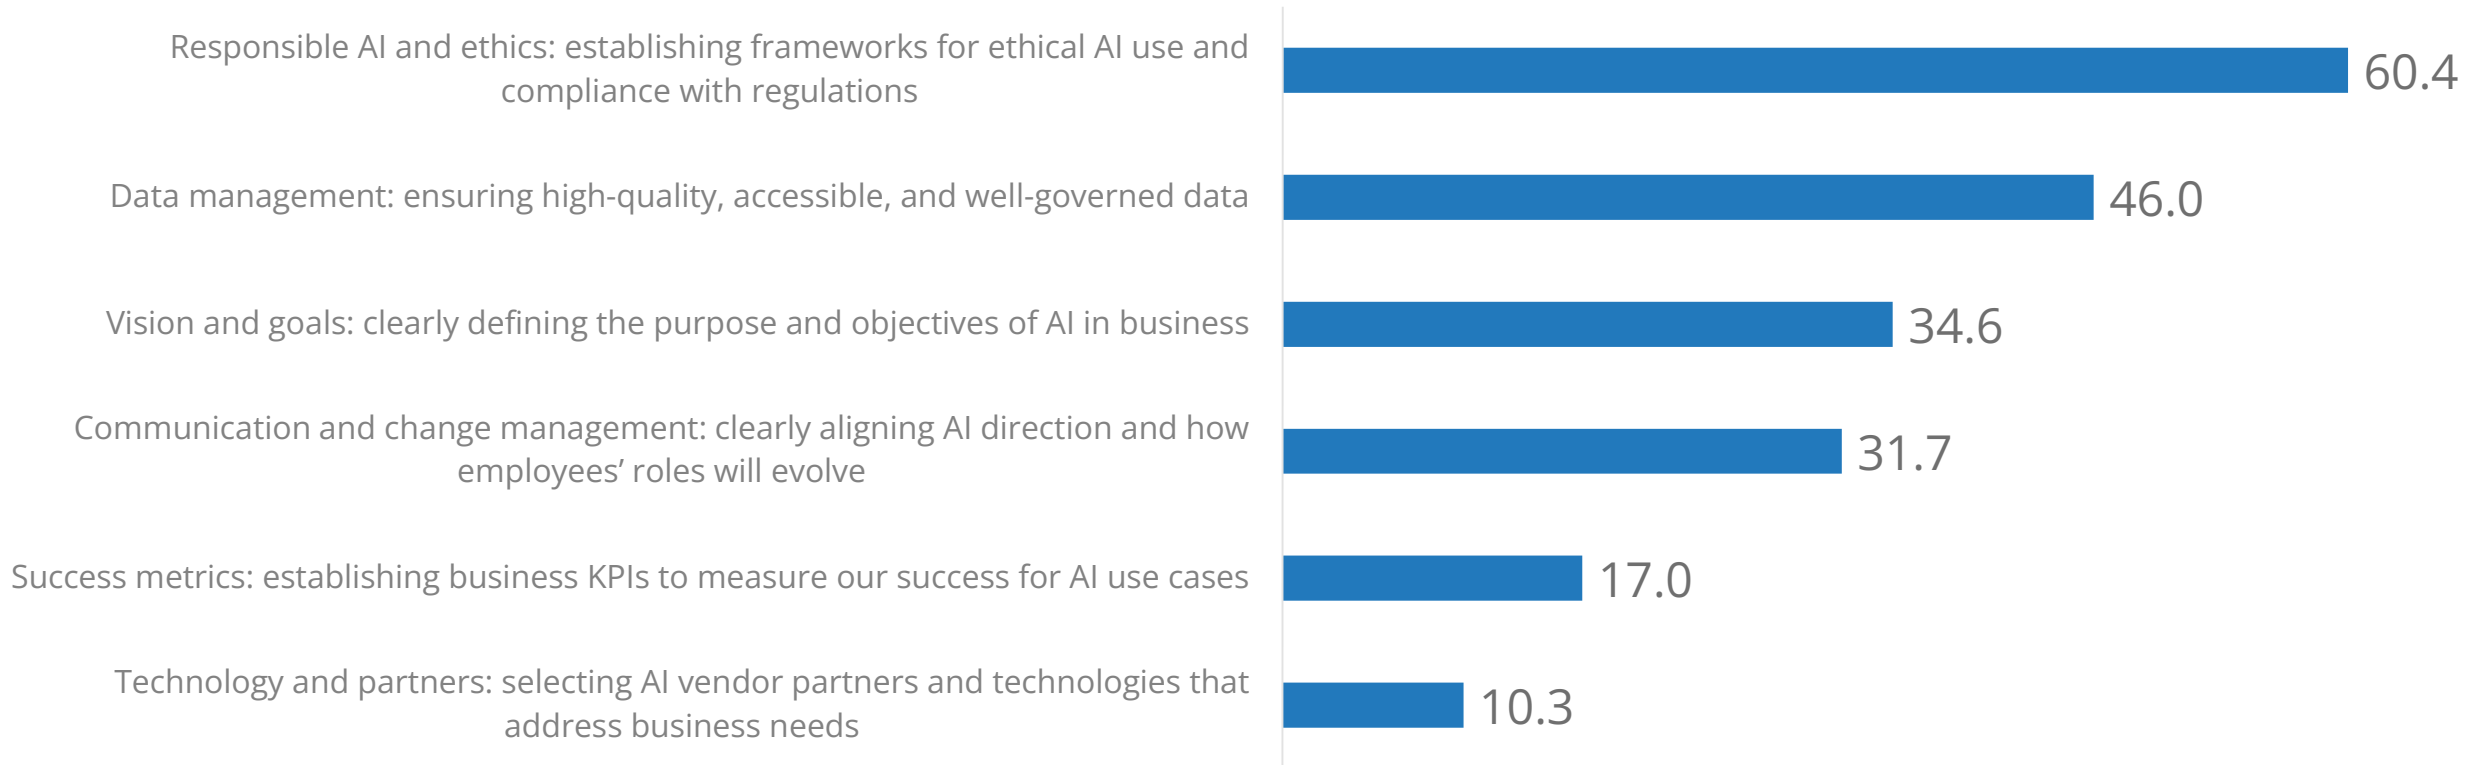 Responsible AI and ethics: establishing frameworks for ethical AI use and
compliance with regulations
60.4
Data management: ensuring high-quality, accessible, and well-governed data
46.0
Vision and goals: clearly defining the purpose and objectives of AI in business
34.6
Communication and change management: clearly aligning AI direction and how
employees’ roles will evolve
31.7
Success metrics: establishing business KPIs to measure our success for AI use cases
17.0
Technology and partners: selecting AI vendor partners and technologies that
address business needs
10.3